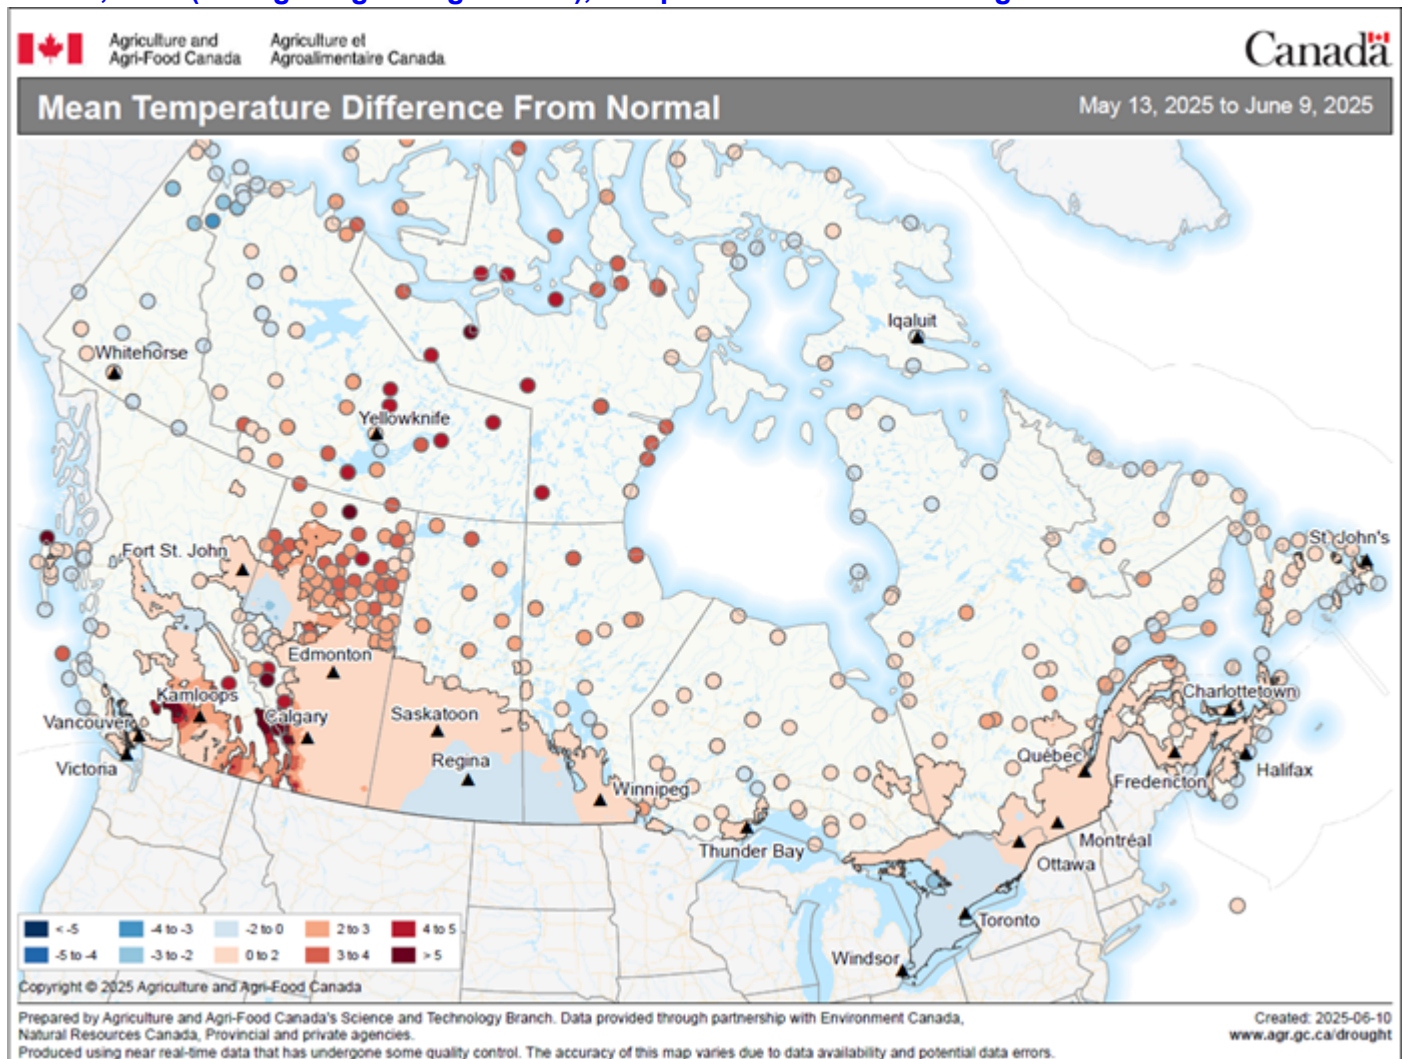 Agriculture and Agri-Food Canada
Agriculture et Agroalimentaire Canada
Canada
Mean Temperature Difference From Normal
May 13, 2025 to June 9, 2025
Iqaluit
Whitehorse
Yellowknife
St. John's
Fort St. John
Edmonton
Charlottetown
Kamloops
Calgary
Saskatoon
Vancouver
Regina
Québec
Victoria
Halifax
Fredericton
Winnipeg
Montréal
Thunder Bay
Ottawa
Toronto
Windsor
< -5
-4 to -3
-2 to 0
2 to 3
4 to 5
-5 to -4
-3 to -2
0 to 2
3 to 4
> 5
Copyright © 2025 Agriculture and Agri-Food Canada
Prepared by Agriculture and Agri-Food Canada's Science and Technology Branch. Data provided through partnership with Environment Canada,
Natural Resources Canada, Provincial and private agencies.
Produced using near real-time data that has undergone some quality control. The accuracy of this map varies due to data availability and potential data errors.
Created: 2025-06-10
www.agr.gc.ca/drought